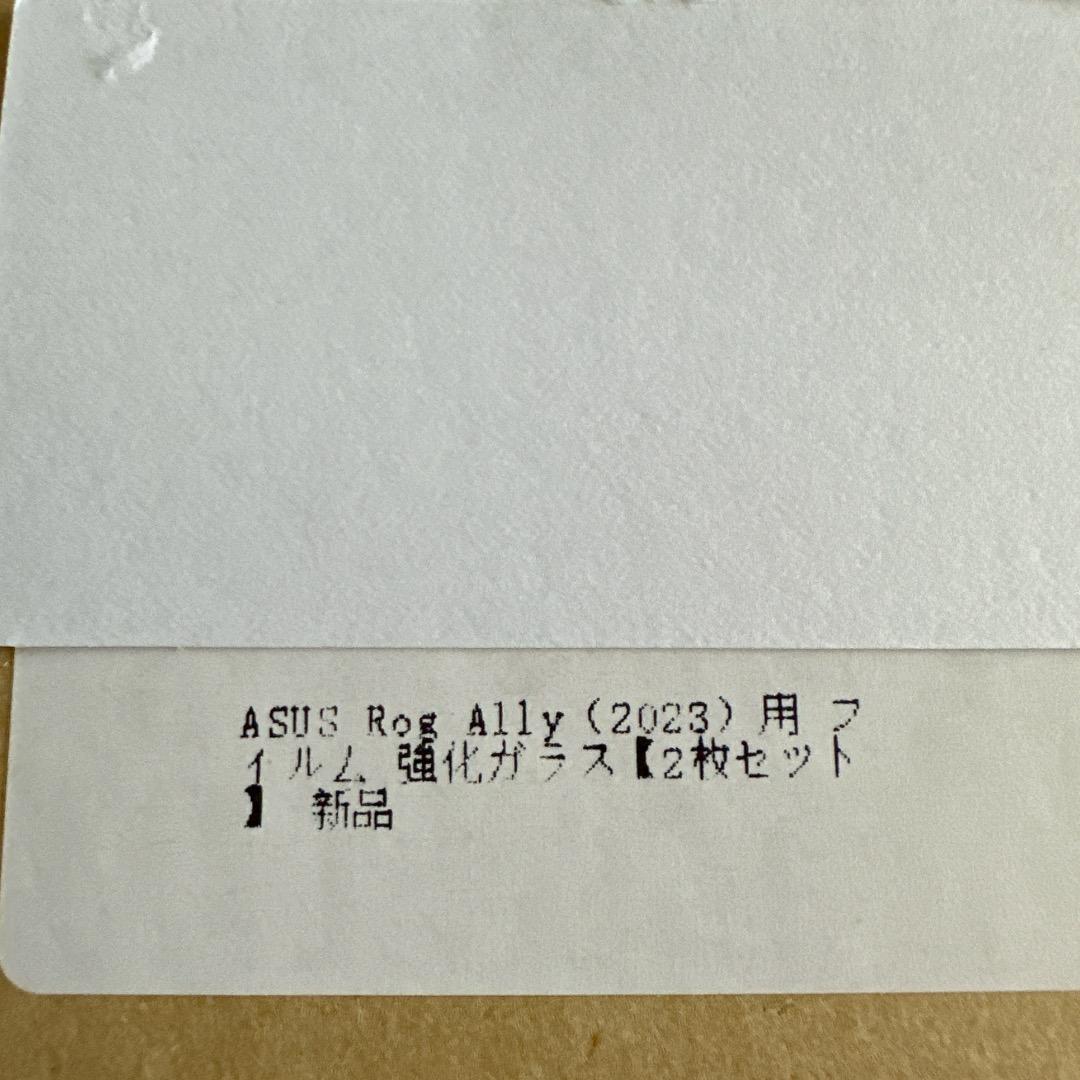 ASUS Rog Ally（2023）用 フ
ィルム 強化ガラス【2枚セット
】 新品